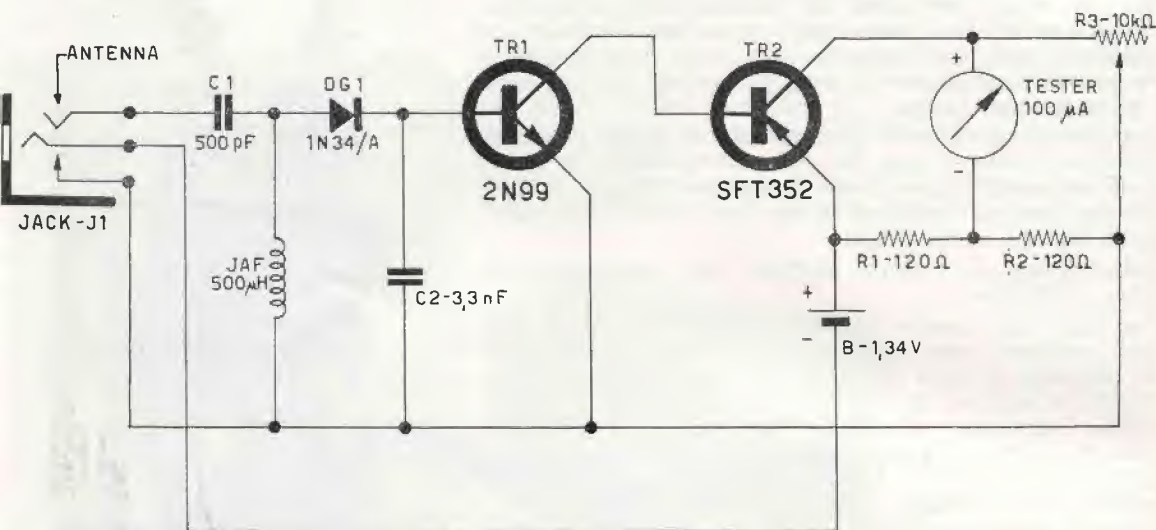 ANTENNA
C1
500pF
DG1
1N34/A
TR1
2N99
TR2
SFT352
R3-10kΩ
+
TESTER
100 μA
-
JACK-J1
JAF
500μH
C2-3,3nF
R1-120Ω
R2-120Ω
+
-
B-1,34V